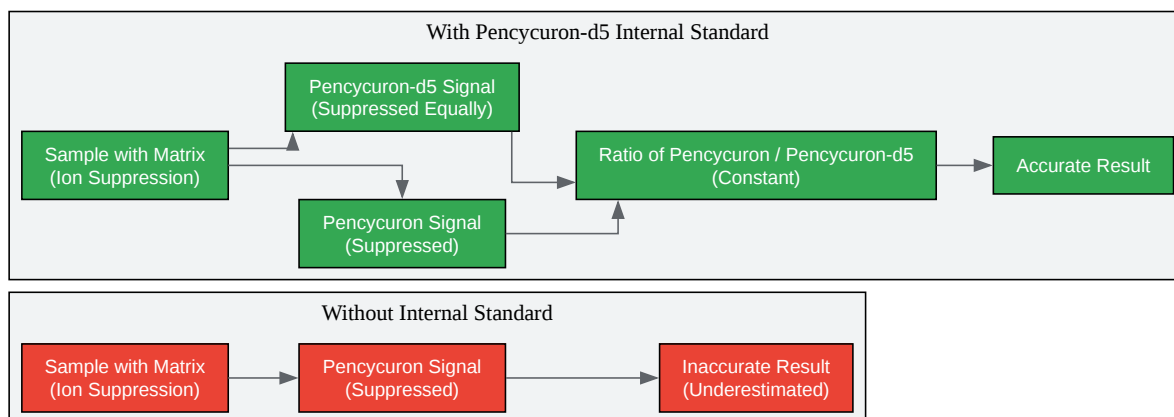 With Pencycuron-d5 Internal Standard
Pencycuron-d5 Signal
(Suppressed Equally)
Sample with Matrix
(Ion Suppression)
Pencycuron Signal
(Suppressed)
Ratio of Pencycuron / Pencycuron-d5
(Constant)
Accurate Result
Without Internal Standard
Sample with Matrix
(Ion Suppression)
Pencycuron Signal
(Suppressed)
Inaccurate Result
(Underestimated)